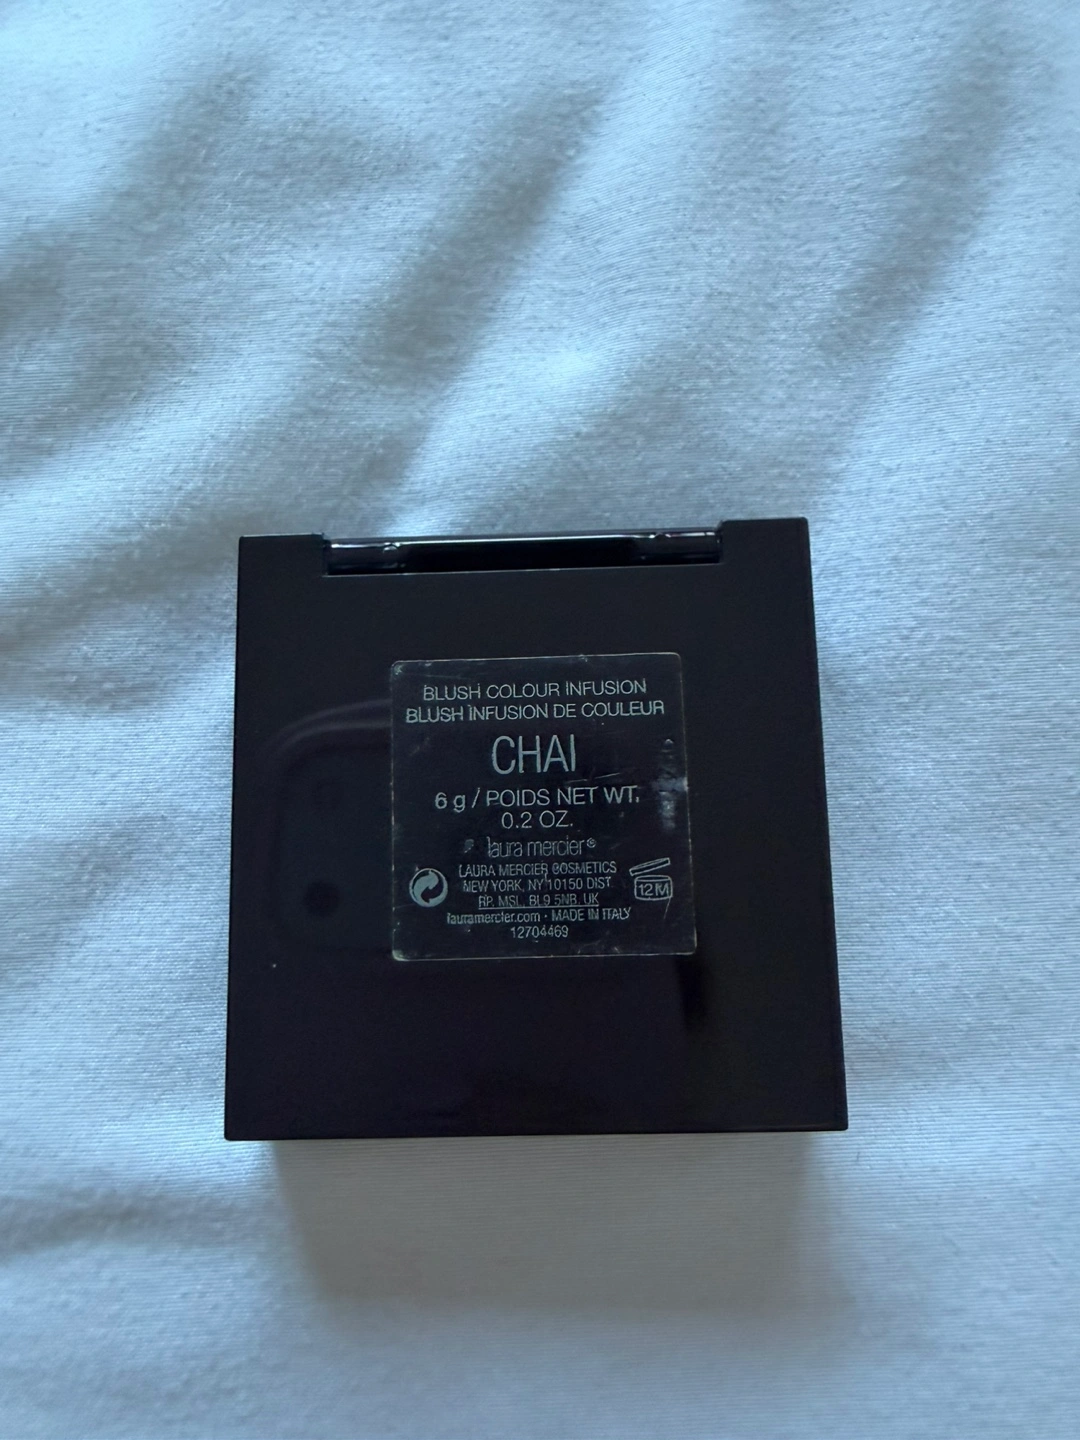 BLUSH COLOUR INFUSION
BLUSH INFUSION DE COULEUR
CHAI
6 g / POIDS NET WT.
0.2 OZ.
laura mercier®
LAURA MERCIER COSMETICS
NEW YORK, NY 10150 DIST.
RP, MSL, BL9 5NB, UK
lauramercier.com · MADE IN ITALY
12M
12704469